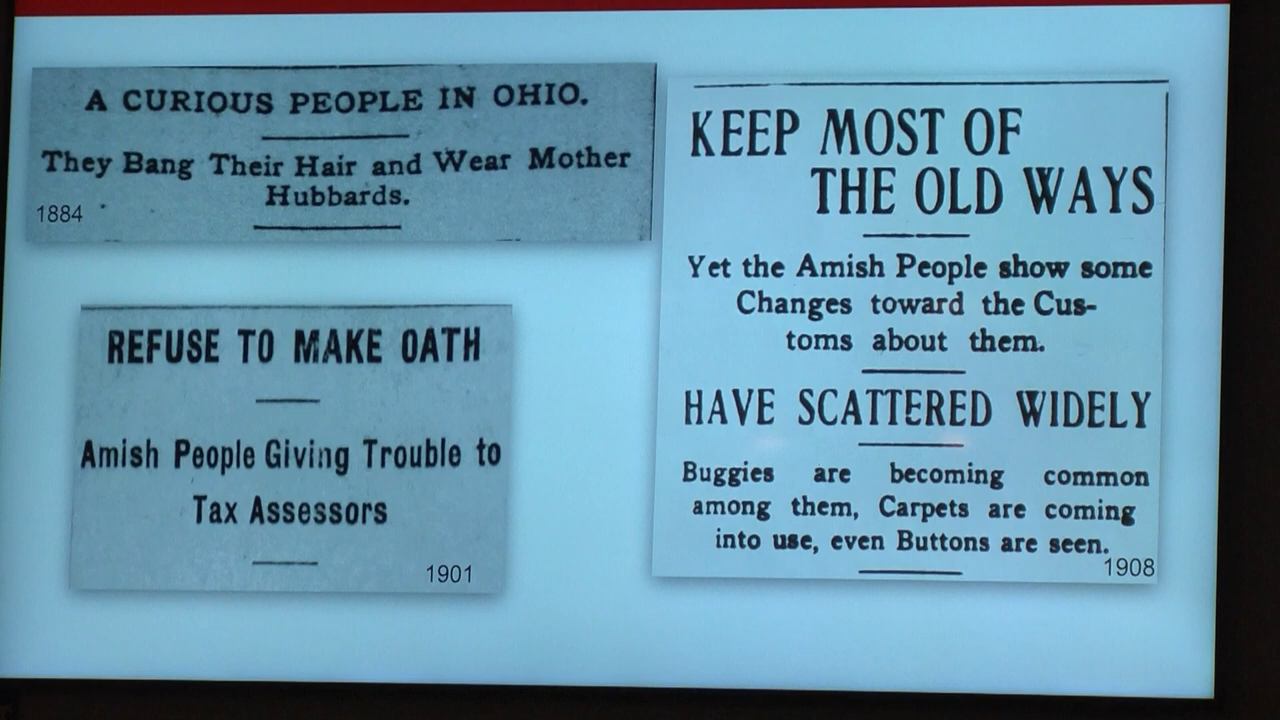 A CURIOUS PEOPLE IN OHIO.
They Bang Their Hair and Wear Mother
Hubbards.
1884
REFUSE TO MAKE OATH
Amish People Giving Trouble to
Tax Assessors
1901
KEEP MOST OF
THE OLD WAYS
Yet the Amish People show some
Changes toward the Cus-
toms about them.
HAVE SCATTERED WIDELY
Buggies are becoming common
among them, Carpets are coming
into use, even Buttons are seen.
1908